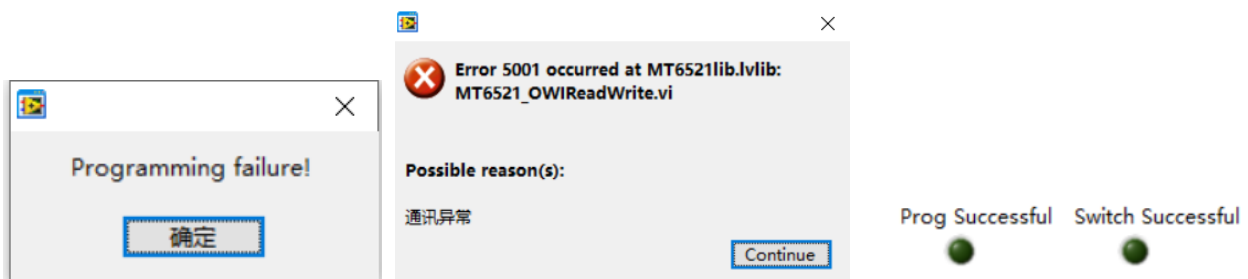 Programming failure!
确定
Error 5001 occurred at MT6521lib.lvlib:
MT6521_OWIReadWrite.vi
Possible reason(s):
通讯异常
Continue
Prog Successful
Switch Successful